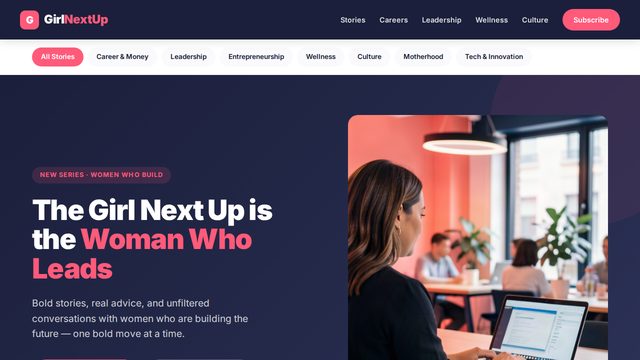 G GirlNextUp
Stories Careers Leadership Wellness Culture Subscribe
All Stories Career & Money Leadership Entrepreneurship Wellness Culture Motherhood Tech & Innovation
NEW SERIES · WOMEN WHO BUILD
The Girl Next Up is
the Woman Who
Leads
Bold stories, real advice, and unfiltered
conversations with women who are building the
future — one bold move at a time.